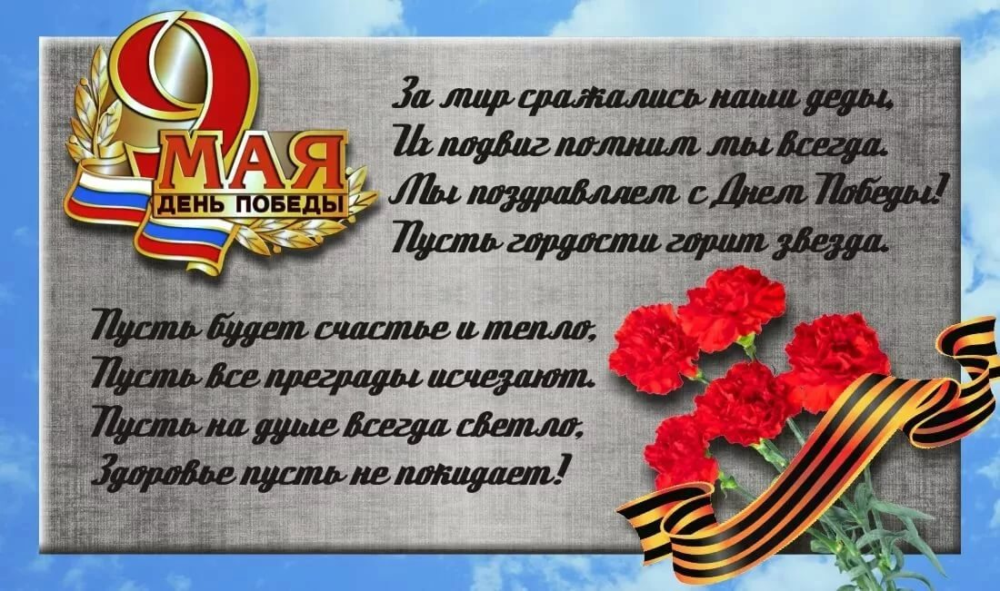 9
МАЯ
ДЕНЬ ПОБЕДЫ
За мир сражались наши деды,
Их подвиг помним мы всегда.
Мы поздравляем с Днем Победы!
Пусть гордости горит звезда.
Пусть будет счастье и тепло,
Пусть все преграды исчезают.
Пусть на душе всегда светло,
Здоровье пусть не покидает!